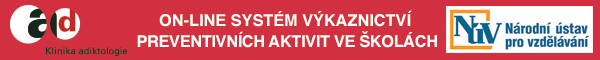 ad
Klinika adiktologie
ON-LINE SYSTÉM VÝKAZNICTVÍ
PREVENTIVNÍCH AKTIVIT VE ŠKOLÁCH
NÚV
Národní ústav
pro vzdělávání